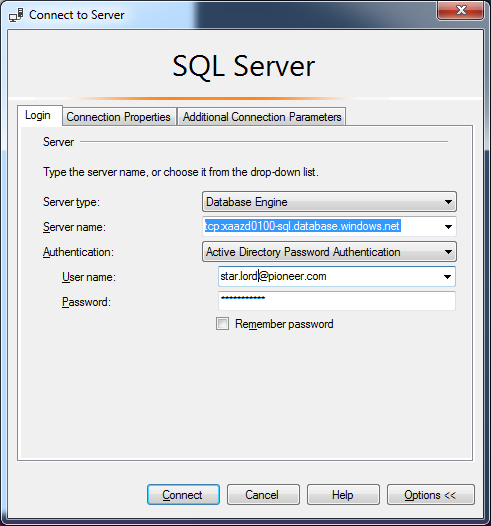 Connect to Server
SQL Server
Login Connection Properties Additional Connection Parameters
Server
Type the server name, or choose it from the drop-down list.
Server type: Database Engine
Server name: tcp:xaazd0100-sql.database.windows.net
Authentication: Active Directory Password Authentication
User name: star.lord@pioneer.com
Password: ***********
Remember password
Connect Cancel Help Options <<